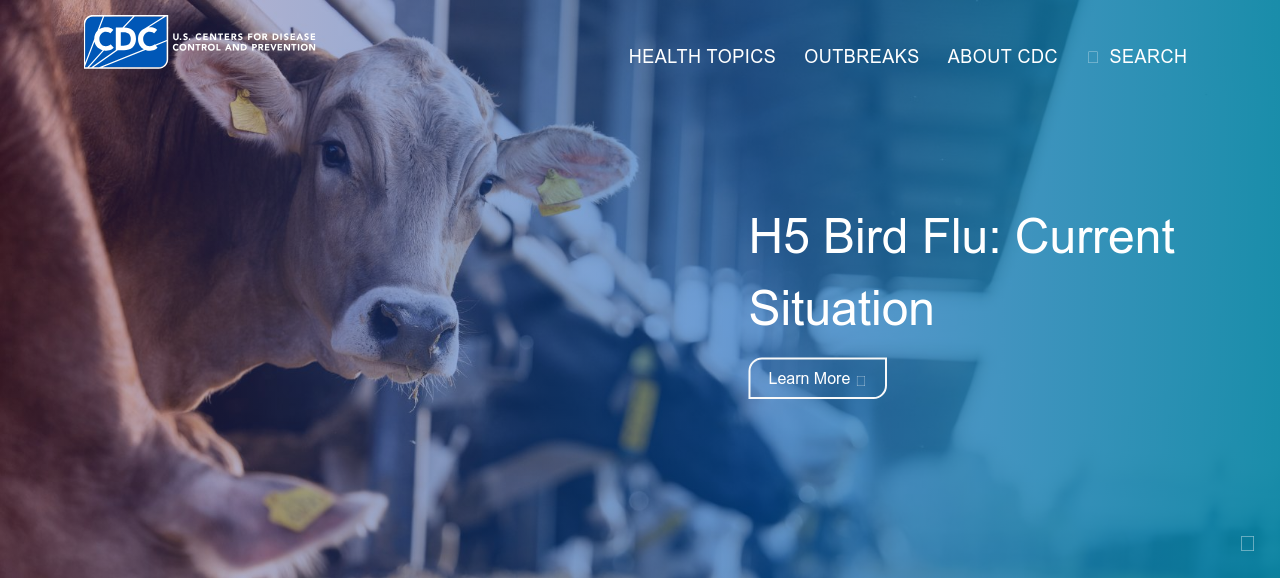 CDC
U.S. CENTERS FOR DISEASE
CONTROL AND PREVENTION
HEALTH TOPICS
OUTBREAKS
ABOUT CDC
SEARCH
H5 Bird Flu: Current
Situation
Learn More